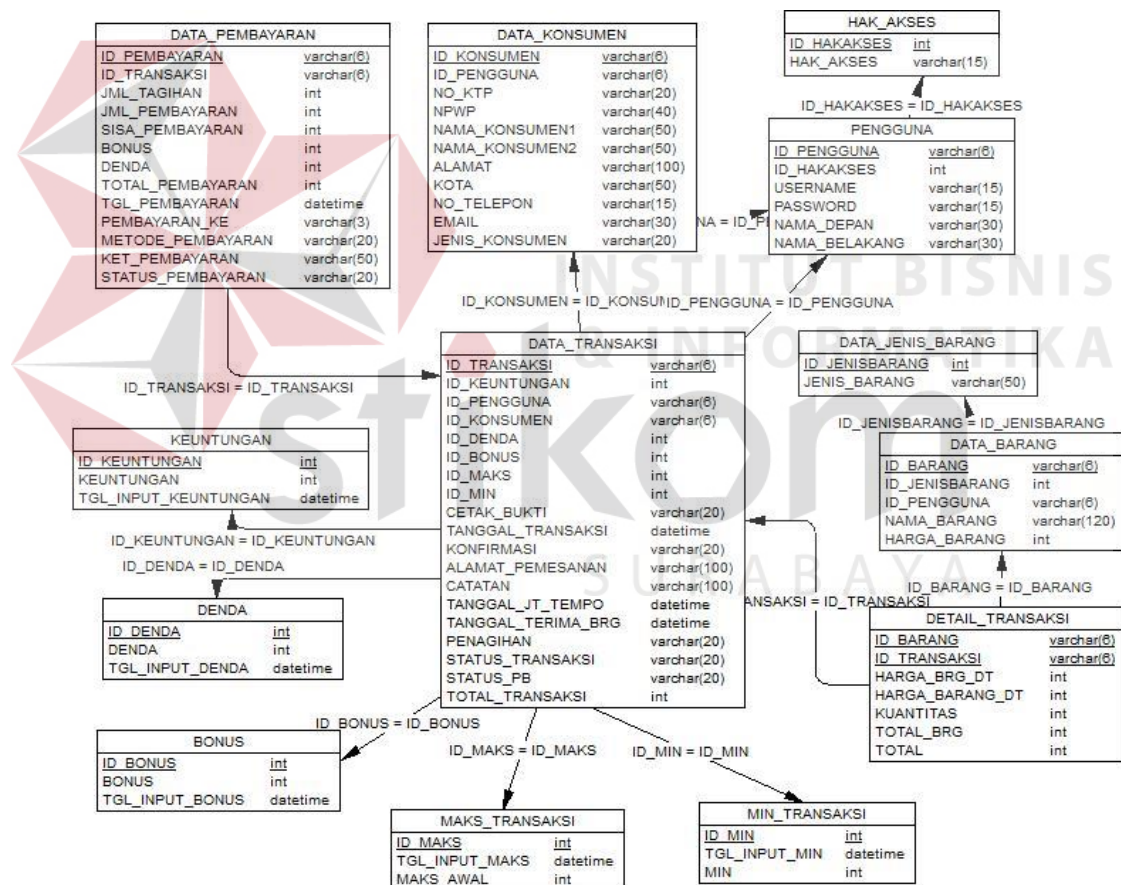 DATA_PEMBAYARAN
ID_PEMBAYARAN varchar(6)
ID_TRANSAKSI varchar(6)
JML_TAGIHAN int
JML_PEMBAYARAN int
SISA_PEMBAYARAN int
BONUS int
DENDA int
TOTAL_PEMBAYARAN int
TGL_PEMBAYARAN datetime
PEMBAYARAN_KE varchar(3)
METODE_PEMBAYARAN varchar(20)
KET_PEMBAYARAN varchar(50)
STATUS_PEMBAYARAN varchar(20)
DATA_KONSUMEN
ID_KONSUMEN varchar(6)
ID_PENGGUNA varchar(6)
NO_KTP varchar(20)
NPWP varchar(40)
NAMA_KONSUMEN1 varchar(50)
NAMA_KONSUMEN2 varchar(50)
ALAMAT varchar(100)
KOTA varchar(50)
NO_TELEPON varchar(15)
EMAIL varchar(30)
JENIS_KONSUMEN varchar(20)
HAK_AKSES
ID_HAKAKSES int
HAK_AKSES varchar(15)
ID_HAKAKSES = ID_HAKAKSES
PENGGUNA
ID_PENGGUNA varchar(6)
ID_HAKAKSES int
USERNAME varchar(15)
PASSWORD varchar(15)
NAMA_DEPAN varchar(30)
NAMA_BELAKANG varchar(30)
NA = ID_PE
INSTITUT BISNIS
& INFORMATIKA
stikom
SURABAYA
ID_KONSUMEN = ID_KONSUM
ID_PENGGUNA = ID_PENGGUNA
DATA_TRANSAKSI
ID_TRANSAKSI varchar(6)
ID_KEUNTUNGAN int
ID_PENGGUNA varchar(6)
ID_KONSUMEN varchar(6)
ID_DENDA int
ID_BONUS int
ID_MAKS int
ID_MIN int
CETAK_BUKTI varchar(20)
TANGGAL_TRANSAKSI datetime
KONFIRMASI varchar(20)
ALAMAT_PEMESANAN varchar(100)
CATATAN varchar(100)
TANGGAL_JT_TEMPO datetime
TANGGAL_TERIMA_BRG datetime
PENAGIHAN varchar(20)
STATUS_TRANSAKSI varchar(20)
STATUS_PB varchar(20)
TOTAL_TRANSAKSI int
DATA_JENIS_BARANG
ID_JENISBARANG int
JENIS_BARANG varchar(50)
ID_JENISBARANG = ID_JENISBARANG
DATA_BARANG
ID_BARANG varchar(6)
ID_JENISBARANG int
ID_PENGGUNA varchar(6)
NAMA_BARANG varchar(120)
HARGA_BARANG int
ID_BARANG = ID_BARANG
ANSAKSI = ID_TRANSAKSI
DETAIL_TRANSAKSI
ID_BARANG varchar(6)
ID_TRANSAKSI varchar(6)
HARGA_BRG_DT int
HARGA_BARANG_DT int
KUANTITAS int
TOTAL_BRG int
TOTAL int
ID_TRANSAKSI = ID_TRANSAKSI
KEUNTUNGAN
ID_KEUNTUNGAN int
KEUNTUNGAN int
TGL_INPUT_KEUNTUNGAN datetime
ID_KEUNTUNGAN = ID_KEUNTUNGAN
ID_DENDA = ID_DENDA
DENDA
ID_DENDA int
DENDA int
TGL_INPUT_DENDA datetime
ID_BONUS = ID_BONUS
BONUS
ID_BONUS int
BONUS int
TGL_INPUT_BONUS datetime
ID_MAKS = ID_MAKS
MAKS_TRANSAKSI
ID_MAKS int
TGL_INPUT_MAKS datetime
MAKS_AWAL int
ID_MIN = ID_MIN
MIN_TRANSAKSI
ID_MIN int
TGL_INPUT_MIN datetime
MIN int